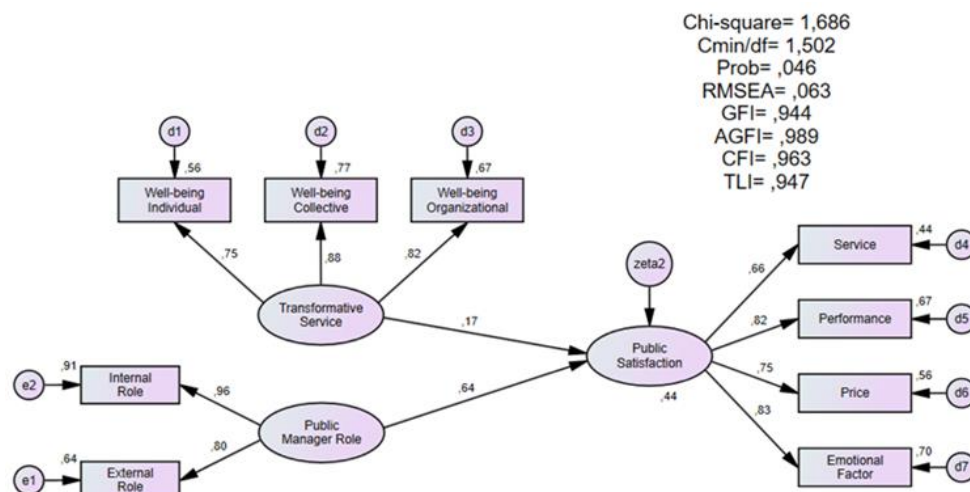 Chi-square= 1,686
Cmin/df= 1,502
Prob= ,046
RMSEA= ,063
GFI= ,944
AGFI= ,989
CFI= ,963
TLI= ,947
d1
d2
d3
,56
,77
,67
Well-being
Individual
Well-being
Collective
Well-being
Organizational
,75
,88
,82
Transformative
Service
,17
zeta2
Public
Satisfaction
,44
,66
,82
,75
,83
Service
,44
d4
Performance
,67
d5
Price
,56
d6
Emotional
Factor
,70
d7
,91
e2
Internal
Role
,96
Public
Manager Role
,64
,80
,64
e1
External
Role